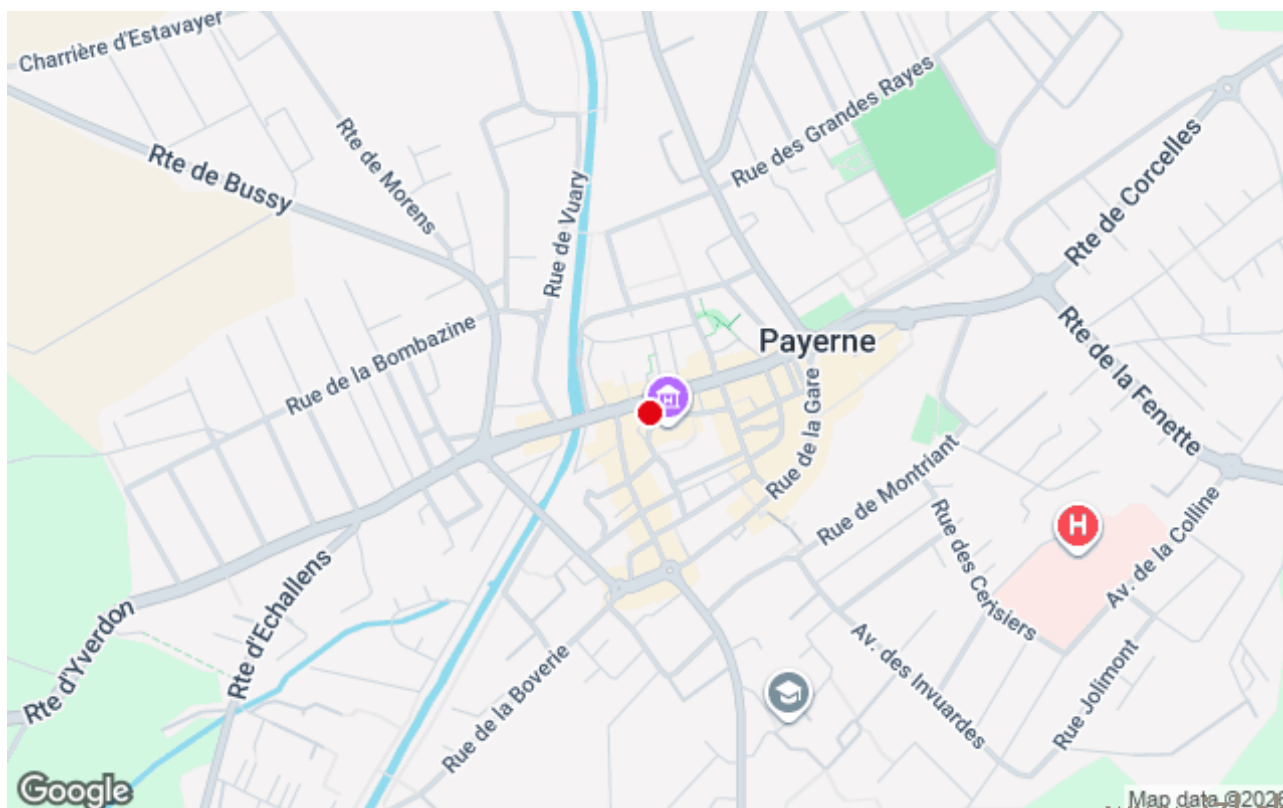 Charrière d'Estavayer
Rte de Bussy
Rte de Morens
Rue de Vuary
Rue des Grandes Rayes
Rte de Corcelles
Rue de la Bombazine
Payerne
Rte de la Fenette
Rue de la Gare
Rue de Montriant
H
Rue des Cerisiers
Av. de la Colline
Rte d'Yverdon
Rte d'Echallens
Rue de la Boverie
Av. des Invuardes
Rue Jolimont
Google
Map data ©2026